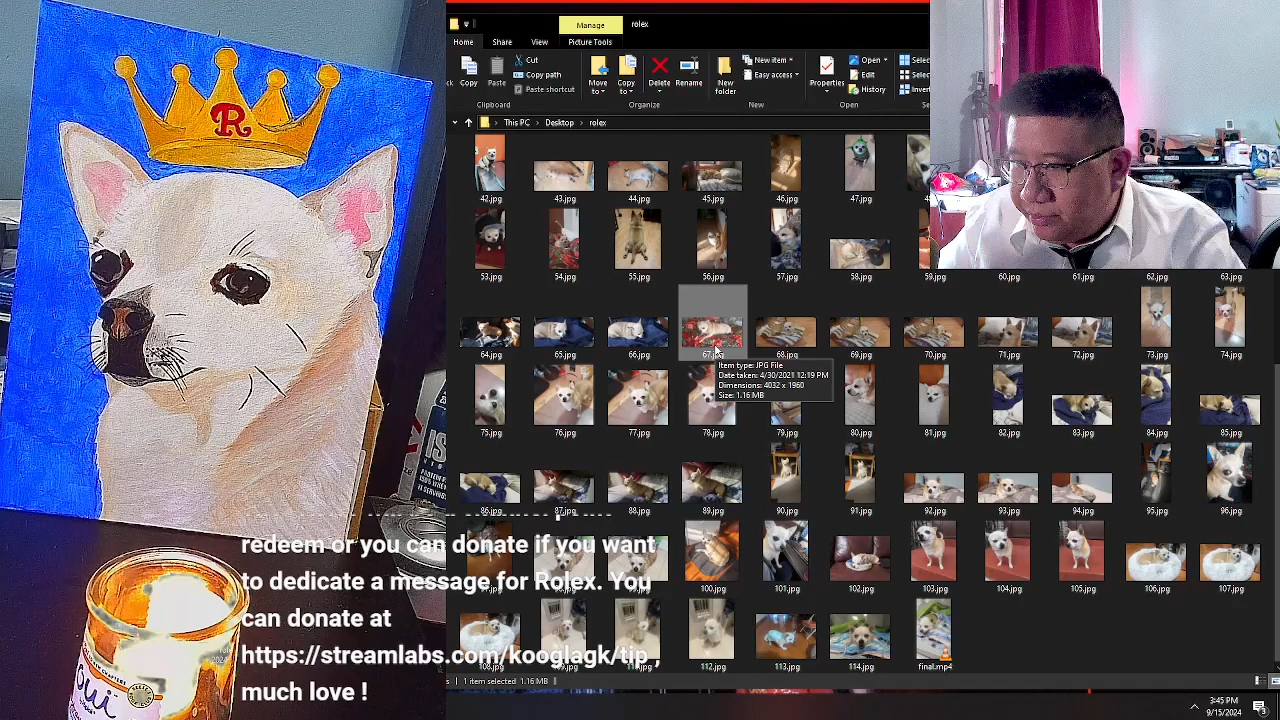 R
Manage
rolex
Home
Share
View
Picture Tools
Copy
Paste
Cut
Copy path
Paste shortcut
Move to
Copy to
Delete
Rename
New folder
New item
Easy access
Properties
Open
Edit
History
Clipboard
Organize
New
Open
This PC > Desktop > rolex
42.jpg 43.jpg 44.jpg 45.jpg 46.jpg 47.jpg
53.jpg 54.jpg 55.jpg 56.jpg 57.jpg 58.jpg 60.jpg 61.jpg 62.jpg 63.jpg
64.jpg 65.jpg 66.jpg 68.jpg 69.jpg 70.jpg 71.jpg 72.jpg 73.jpg 74.jpg
Item type: JPG File
Date taken: 4/30/2021 12:19 PM
Dimensions: 4032 x 1960
Size: 1.16 MB
75.jpg 76.jpg 77.jpg 78.jpg 79.jpg 80.jpg 81.jpg 82.jpg 83.jpg 84.jpg 85.jpg
86.jpg 87.jpg 88.jpg 89.jpg 90.jpg 91.jpg 92.jpg 93.jpg 94.jpg 95.jpg 96.jpg
100.jpg 101.jpg 102.jpg 103.jpg 104.jpg 105.jpg 106.jpg 107.jpg
112.jpg 113.jpg 114.jpg final.mp4
redeem or you can donate if you want
to dedicate a message for Rolex. You
can donate at
https://streamlabs.com/kooglagk/tip ,
much love !
1 item selected 1.16 MB
3:45 PM
9/15/2024